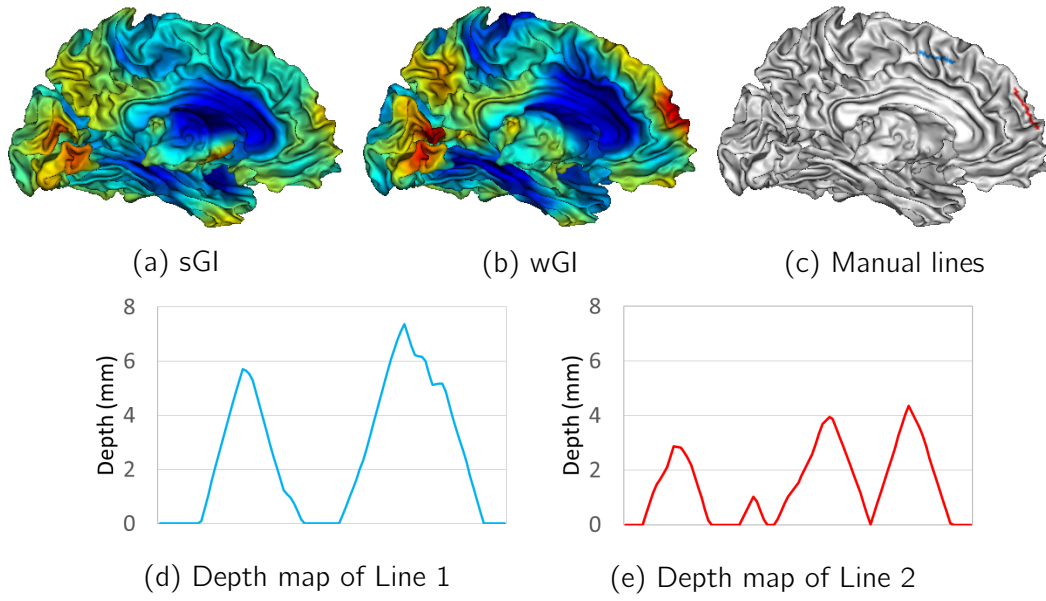 (a) sGI
(b) wGI
(c) Manual lines
8
6
4
2
0
Depth (mm)
8
6
4
2
0
Depth (mm)
(d) Depth map of Line 1
(e) Depth map of Line 2